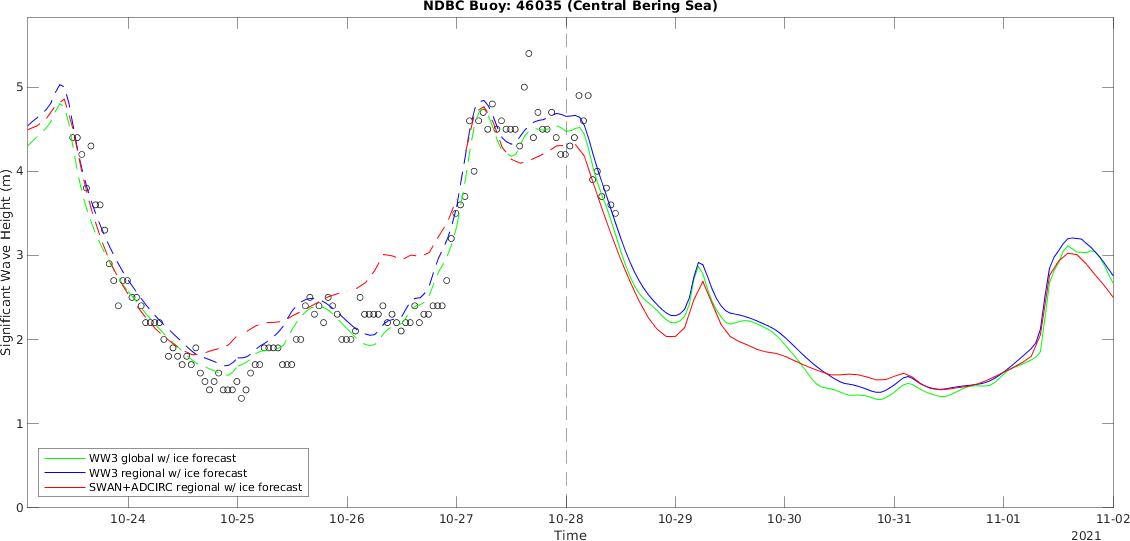 NDBC Buoy: 46035 (Central Bering Sea)
Significant Wave Height (m)
5
4
3
2
1
0
WW3 global w/ ice forecast
WW3 regional w/ ice forecast
SWAN+ADCIRC regional w/ ice forecast
10-24 10-25 10-26 10-27 10-28 10-29 10-30 10-31 11-01 11-02
Time
2021